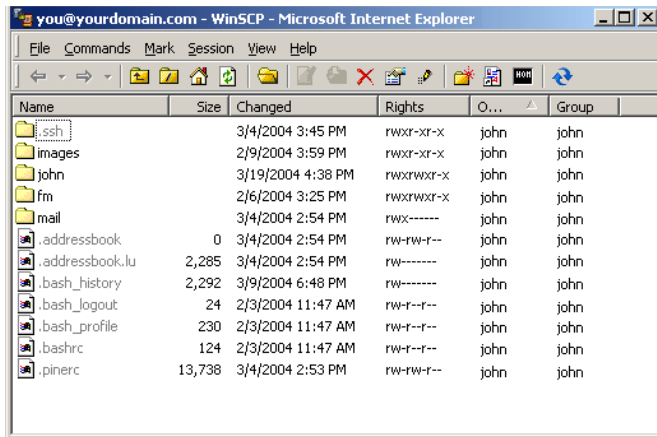 you@yourdomain.com - WinSCP - Microsoft Internet Explorer
File Commands Mark Session View Help
Name Size Changed Rights O... Group
.ssh 3/4/2004 3:45 PM rwxr-xr-x john john
images 2/9/2004 3:59 PM rwxr-xr-x john john
john 3/19/2004 4:38 PM rwxrwxr-x john john
fm 2/6/2004 3:25 PM rwxrwxr-x john john
mail 3/4/2004 2:54 PM rwx------ john john
.addressbook 0 3/4/2004 2:54 PM rw-rw-r-- john john
.addressbook.lu 2,285 3/4/2004 2:54 PM rw------- john john
.bash_history 2,292 3/9/2004 6:48 PM rw------- john john
.bash_logout 24 2/3/2004 11:47 AM rw-r--r-- john john
.bash_profile 230 2/3/2004 11:47 AM rw-r--r-- john john
.bashrc 124 2/3/2004 11:47 AM rw-r--r-- john john
.pinerc 13,738 3/4/2004 2:53 PM rw-rw-r-- john john